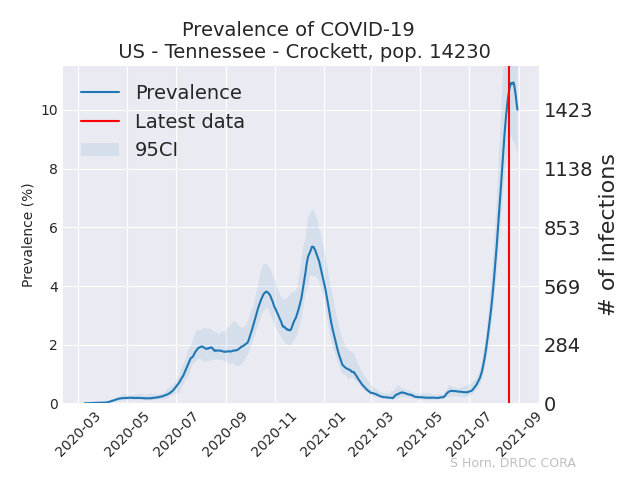 Prevalence of COVID-19
US - Tennessee - Crockett, pop. 14230
Prevalence
Latest data
95CI
Prevalence (%)
10
8
6
4
2
0
1423
1138
853
569
284
0
# of infections
2020-03
2020-05
2020-07
2020-09
2020-11
2021-01
2021-03
2021-05
2021-07
2021-09
S Horn, DRDC CORA